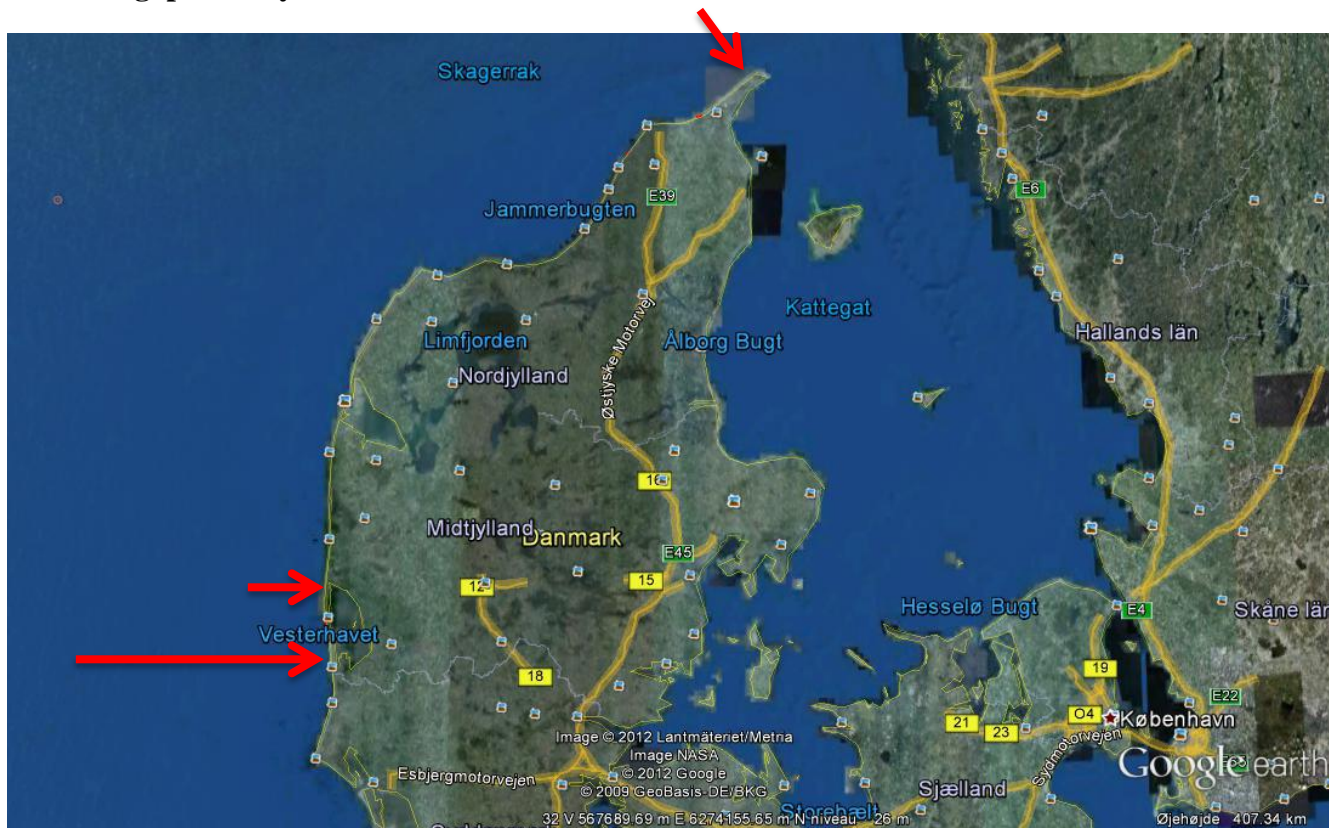 Skagerrak
E6
E39
Jammerbugten
Kattegat
Hallands län
Limfjorden
Ålborg Bugt
Østjyske Motorvej
Nordjylland
16
Midtjylland
Danmark
E45
12
15
Hesselø Bugt
E4
Skåne län
Vesterhavet
18
19
E22
21
23
O4
København
Image © 2012 Lantmäteriet/Metria
Image NASA
© 2012 Google
© 2009 GeoBasis-DE/BKG
Esbjergmotorvejen
Sydmotorvejen
Google earth
Sjælland
Storebælt
32 V 567689.69 m E 6274155.65 m N niveau 26 m
Øjehøjde 407.34 km